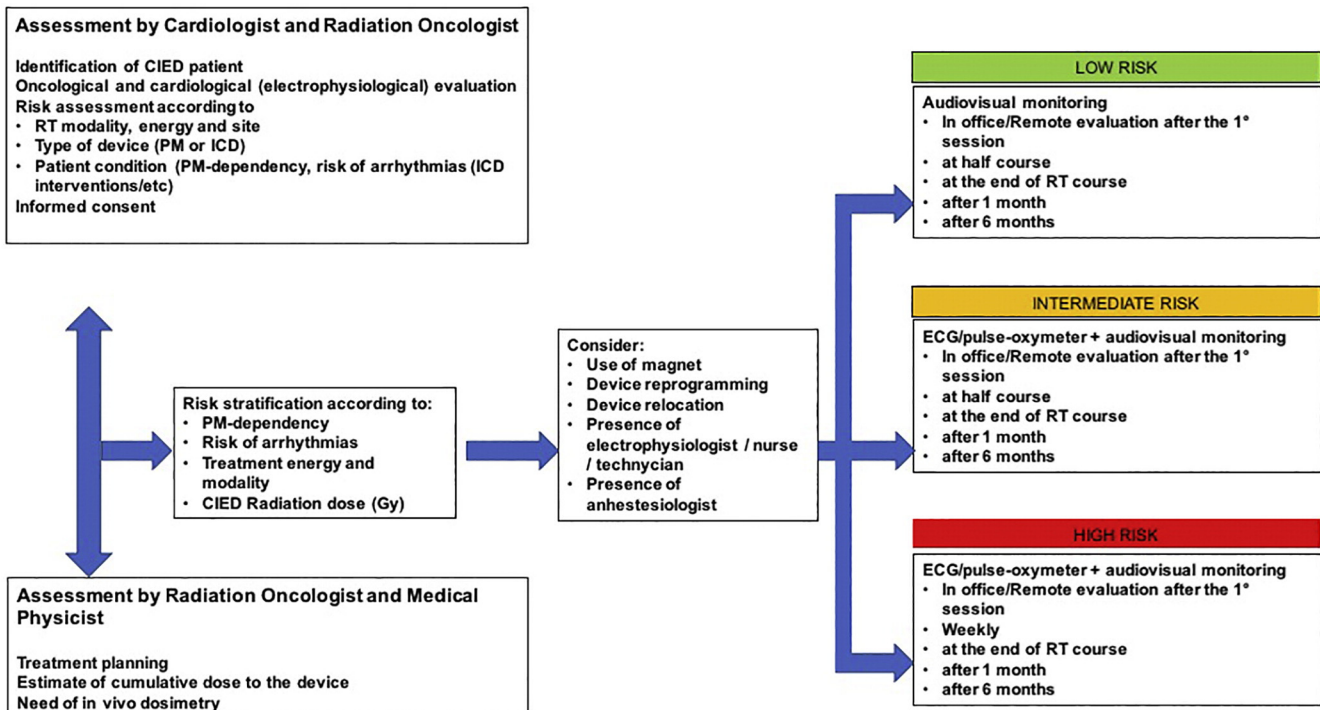 Assessment by Cardiologist and Radiation Oncologist
Identification of CIED patient
Oncological and cardiological (electrophysiological) evaluation
Risk assessment according to
• RT modality, energy and site
• Type of device (PM or ICD)
• Patient condition (PM-dependency, risk of arrhythmias (ICD
interventions/etc)
Informed consent
Assessment by Radiation Oncologist and Medical
Physicist
Treatment planning
Estimate of cumulative dose to the device
Need of in vivo dosimetry
Risk stratification according to:
• PM-dependency
• Risk of arrhythmias
• Treatment energy and
modality
• CIED Radiation dose (Gy)
Consider:
• Use of magnet
• Device reprogramming
• Device relocation
• Presence of
electrophysiologist / nurse
/ technycian
• Presence of
anhestesiologist
LOW RISK
Audiovisual monitoring
• In office/Remote evaluation after the 1°
session
• at half course
• at the end of RT course
• after 1 month
• after 6 months
INTERMEDIATE RISK
ECG/pulse-oxymeter + audiovisual monitoring
• In office/Remote evaluation after the 1°
session
• at half course
• at the end of RT course
• after 1 month
• after 6 months
HIGH RISK
ECG/pulse-oxymeter + audiovisual monitoring
• In office/Remote evaluation after the 1°
session
• Weekly
• at the end of RT course
• after 1 month
• after 6 months